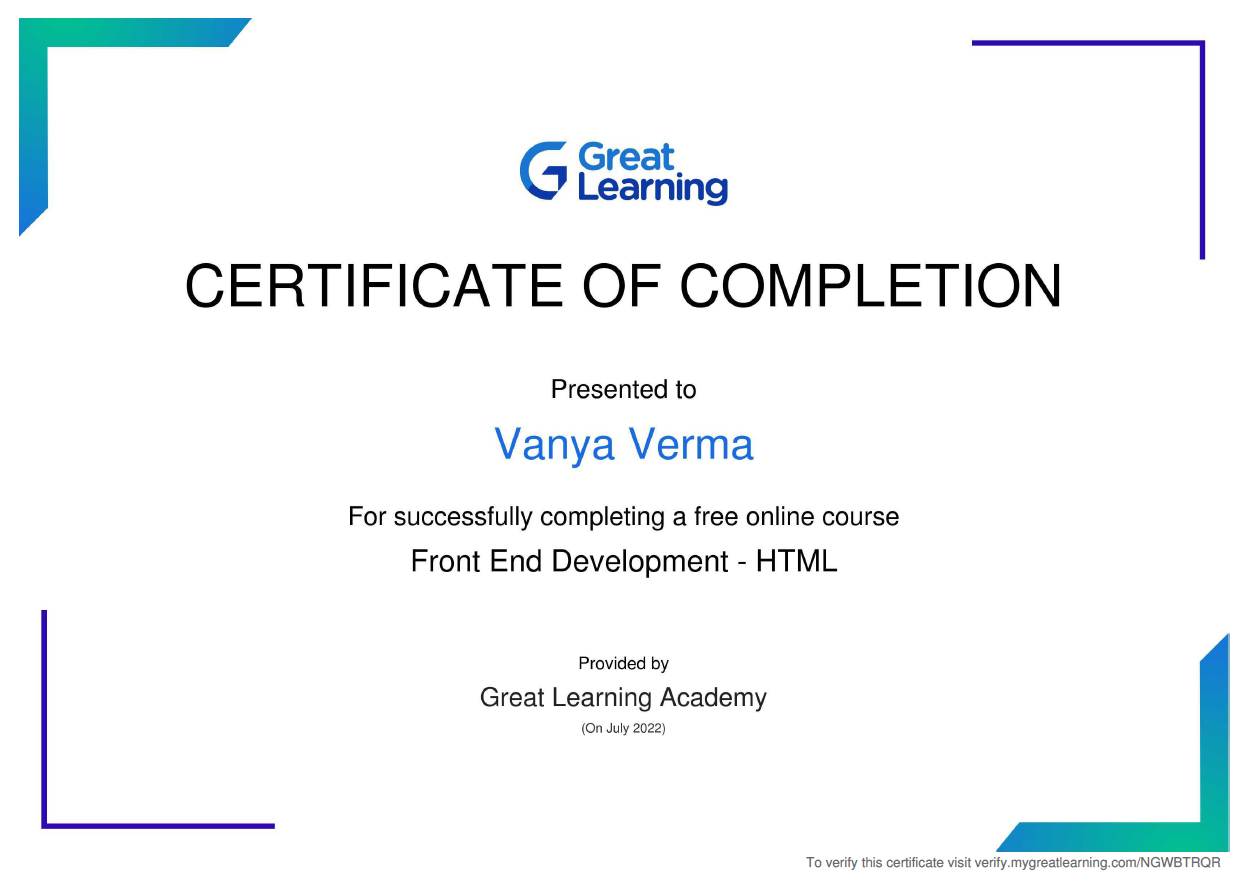 Great
Learning
CERTIFICATE OF COMPLETION
Presented to
Vanya Verma
For successfully completing a free online course
Front End Development - HTML
Provided by
Great Learning Academy
(On July 2022)
To verify this certificate visit verify.mygreatlearning.com/NGWBTRQR